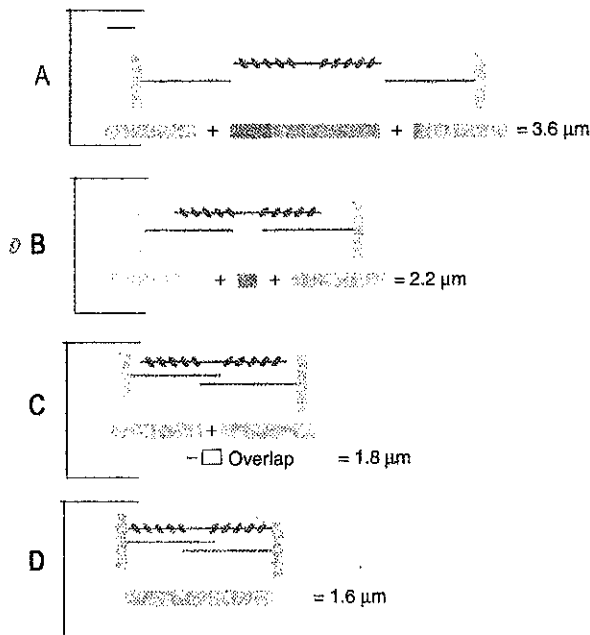 A
+ + = 3.6 µm
B
+ + = 2.2 µm
C
+
– Overlap = 1.8 µm
D
= 1.6 µm